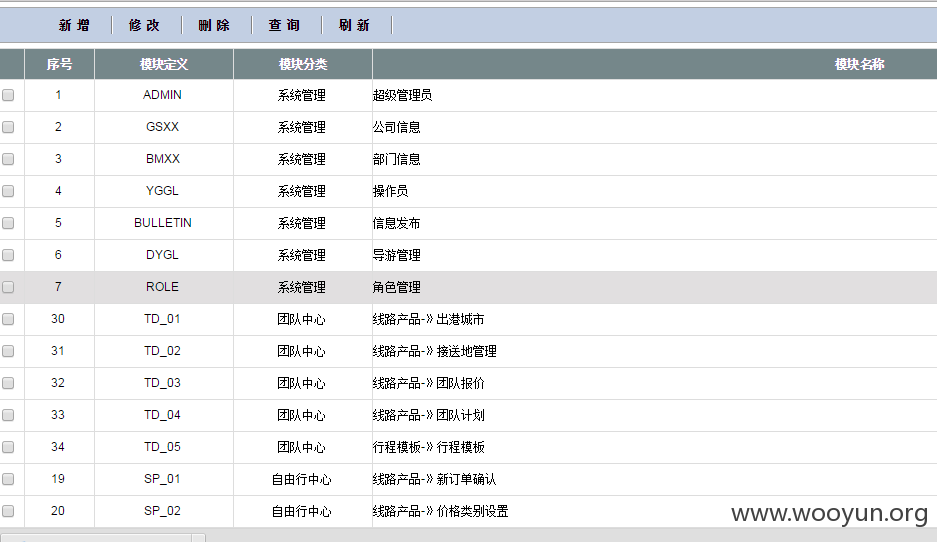 新 增 修 改 删 除 查 询 刷 新
序号 模块定义 模块分类 模块名称
1 ADMIN 系统管理 超级管理员
2 GSXX 系统管理 公司信息
3 BMXX 系统管理 部门信息
4 YGGL 系统管理 操作员
5 BULLETIN 系统管理 信息发布
6 DYGL 系统管理 导游管理
7 ROLE 系统管理 角色管理
30 TD_01 团队中心 线路产品-》出港城市
31 TD_02 团队中心 线路产品-》接送地管理
32 TD_03 团队中心 线路产品-》团队报价
33 TD_04 团队中心 线路产品-》团队计划
34 TD_05 团队中心 行程模板-》行程模板
19 SP_01 自由行中心 线路产品-》新订单确认
20 SP_02 自由行中心 线路产品-》价格类别设置
www.wooyun.org